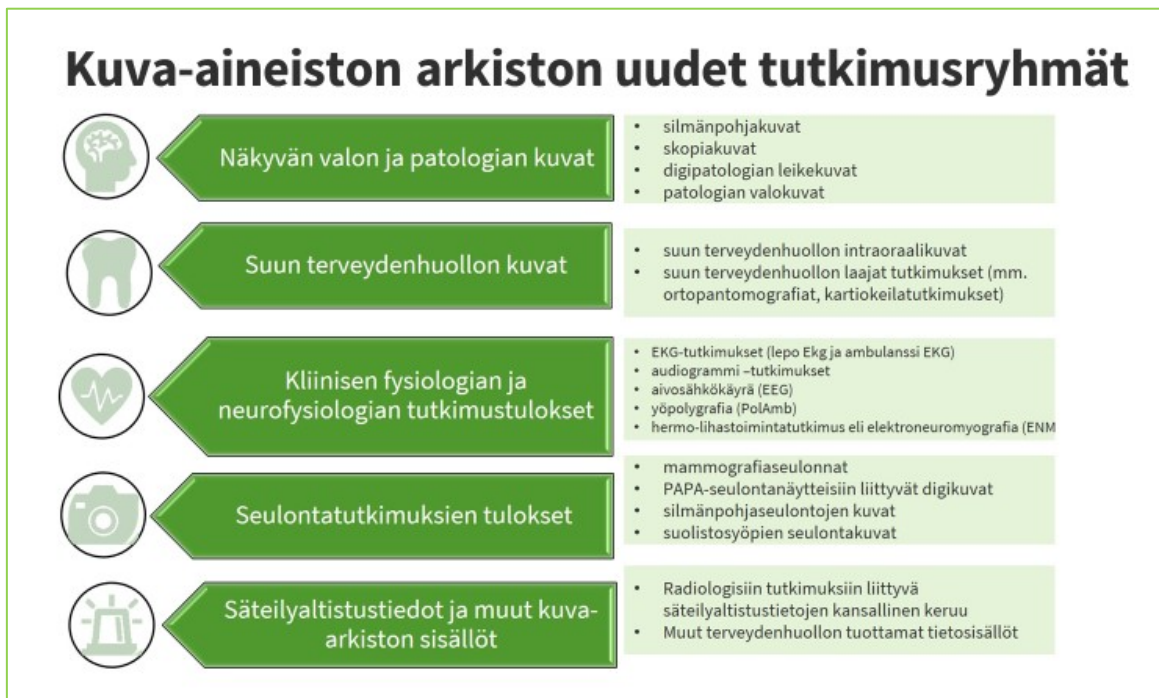 Kuva-aineiston arkiston uudet tutkimusryhmät
Näkyvän valon ja patologian kuvat
• silmänpohjakuvat
• skopiakuvat
• digipatologian leikekuvat
• patologian valokuvat
Suun terveydenhuollon kuvat
• suun terveydenhuollon intraoraalikuvat
• suun terveydenhuollon laajat tutkimukset (mm.
ortopantomografiat, kartiokeilatutkimukset)
Kliinisen fysiologian ja
neurofysiologian tutkimustulokset
• EKG-tutkimukset (lepo Ekg ja ambulanssi EKG)
• audiogrammi –tutkimukset
• aivosähkökäyrä (EEG)
• yöpolygrafia (PolAmb)
• hermo-lihastoimintatutkimus eli elektroneuromyografia (ENM
Seulontatutkimuksien tulokset
• mammografiaseulonnat
• PAPA-seulontanäytteisiin liittyvät digikuvat
• silmänpohjaseulontojen kuvat
• suolistosyöpien seulontakuvat
Säteilyaltistustiedot ja muut kuva-
arkiston sisällöt
• Radiologisiin tutkimuksiin liittyvä
säteilyaltistustietojen kansallinen keruu
• Muut terveydenhuollon tuottamat tietosisällöt